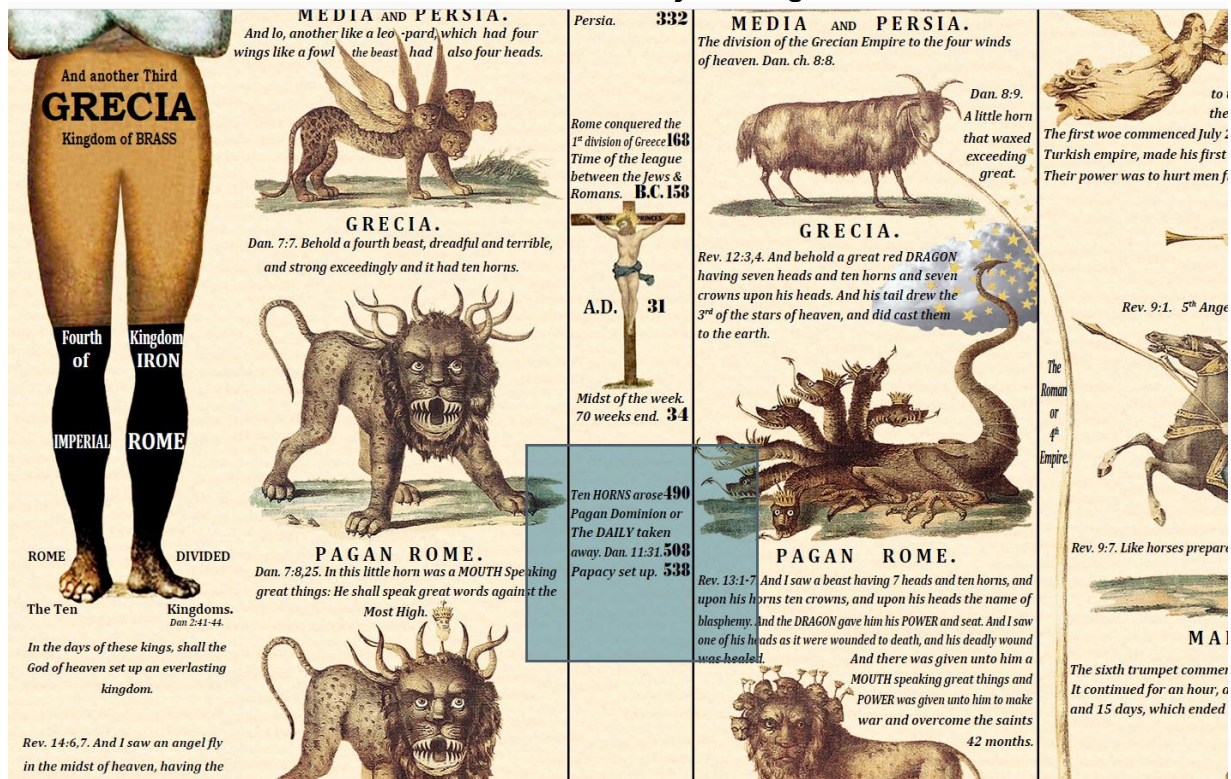 And another Third
GRECIA
Kingdom of BRASS
Fourth Kingdom
of IRON
IMPERIAL ROME
ROME DIVIDED
The Ten Kingdoms.
Dan 2:41-44.
In the days of these kings, shall the
God of heaven set up an everlasting
kingdom.
Rev. 14:6,7. And I saw an angel fly
in the midst of heaven, having the
MEDIA AND PERSIA.
And lo, another like a leo -pard, which had four
wings like a fowl the beast had also four heads.
GRECIA.
Dan. 7:7. Behold a fourth beast, dreadful and terrible,
and strong exceedingly and it had ten horns.
PAGAN ROME.
Dan. 7:8,25. In this little horn was a MOUTH Speaking
great things: He shall speak great words against the
Most High.
Persia. 332
Rome conquered the
1st division of Greece 168
Time of the league
between the Jews &
Romans. B.C. 158
PRINCE PRINCES
A.D. 31
Midst of the week.
70 weeks end. 34
Ten HORNS arose 490
Pagan Dominion or
The DAILY taken
away. Dan. 11:31. 508
Papacy set up. 538
MEDIA AND PERSIA.
The division of the Grecian Empire to the four winds
of heaven. Dan. ch. 8:8.
Dan. 8:9.
A little horn
that waxed
exceeding
great.
GRECIA.
Rev. 12:3,4. And behold a great red DRAGON
having seven heads and ten horns and seven
crowns upon his heads. And his tail drew the
3rd of the stars of heaven, and did cast them
to the earth.
The
Roman
or
4th
Empire.
PAGAN ROME.
Rev. 13:1-7 And I saw a beast having 7 heads and ten horns, and
upon his horns ten crowns, and upon his heads the name of
blasphemy. And the DRAGON gave him his POWER and seat. And I saw
one of his heads as it were wounded to death, and his deadly wound
was healed. And there was given unto him a
MOUTH speaking great things and
POWER was given unto him to make
war and overcome the saints
42 months.
to
the
The first woe commenced July 2
Turkish empire, made his first
Their power was to hurt men f
Rev. 9:1. 5th Ange
Rev. 9:7. Like horses prepare
MA
The sixth trumpet commen
It continued for an hour, a
and 15 days, which ended